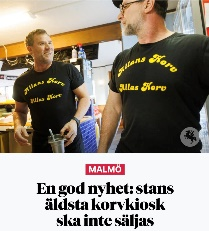 Allans Korv
Allas Korv
Allans Korv
Allas Korv
MALMÖ
En god nyhet: stans
äldsta korvkiosk
ska inte säljas